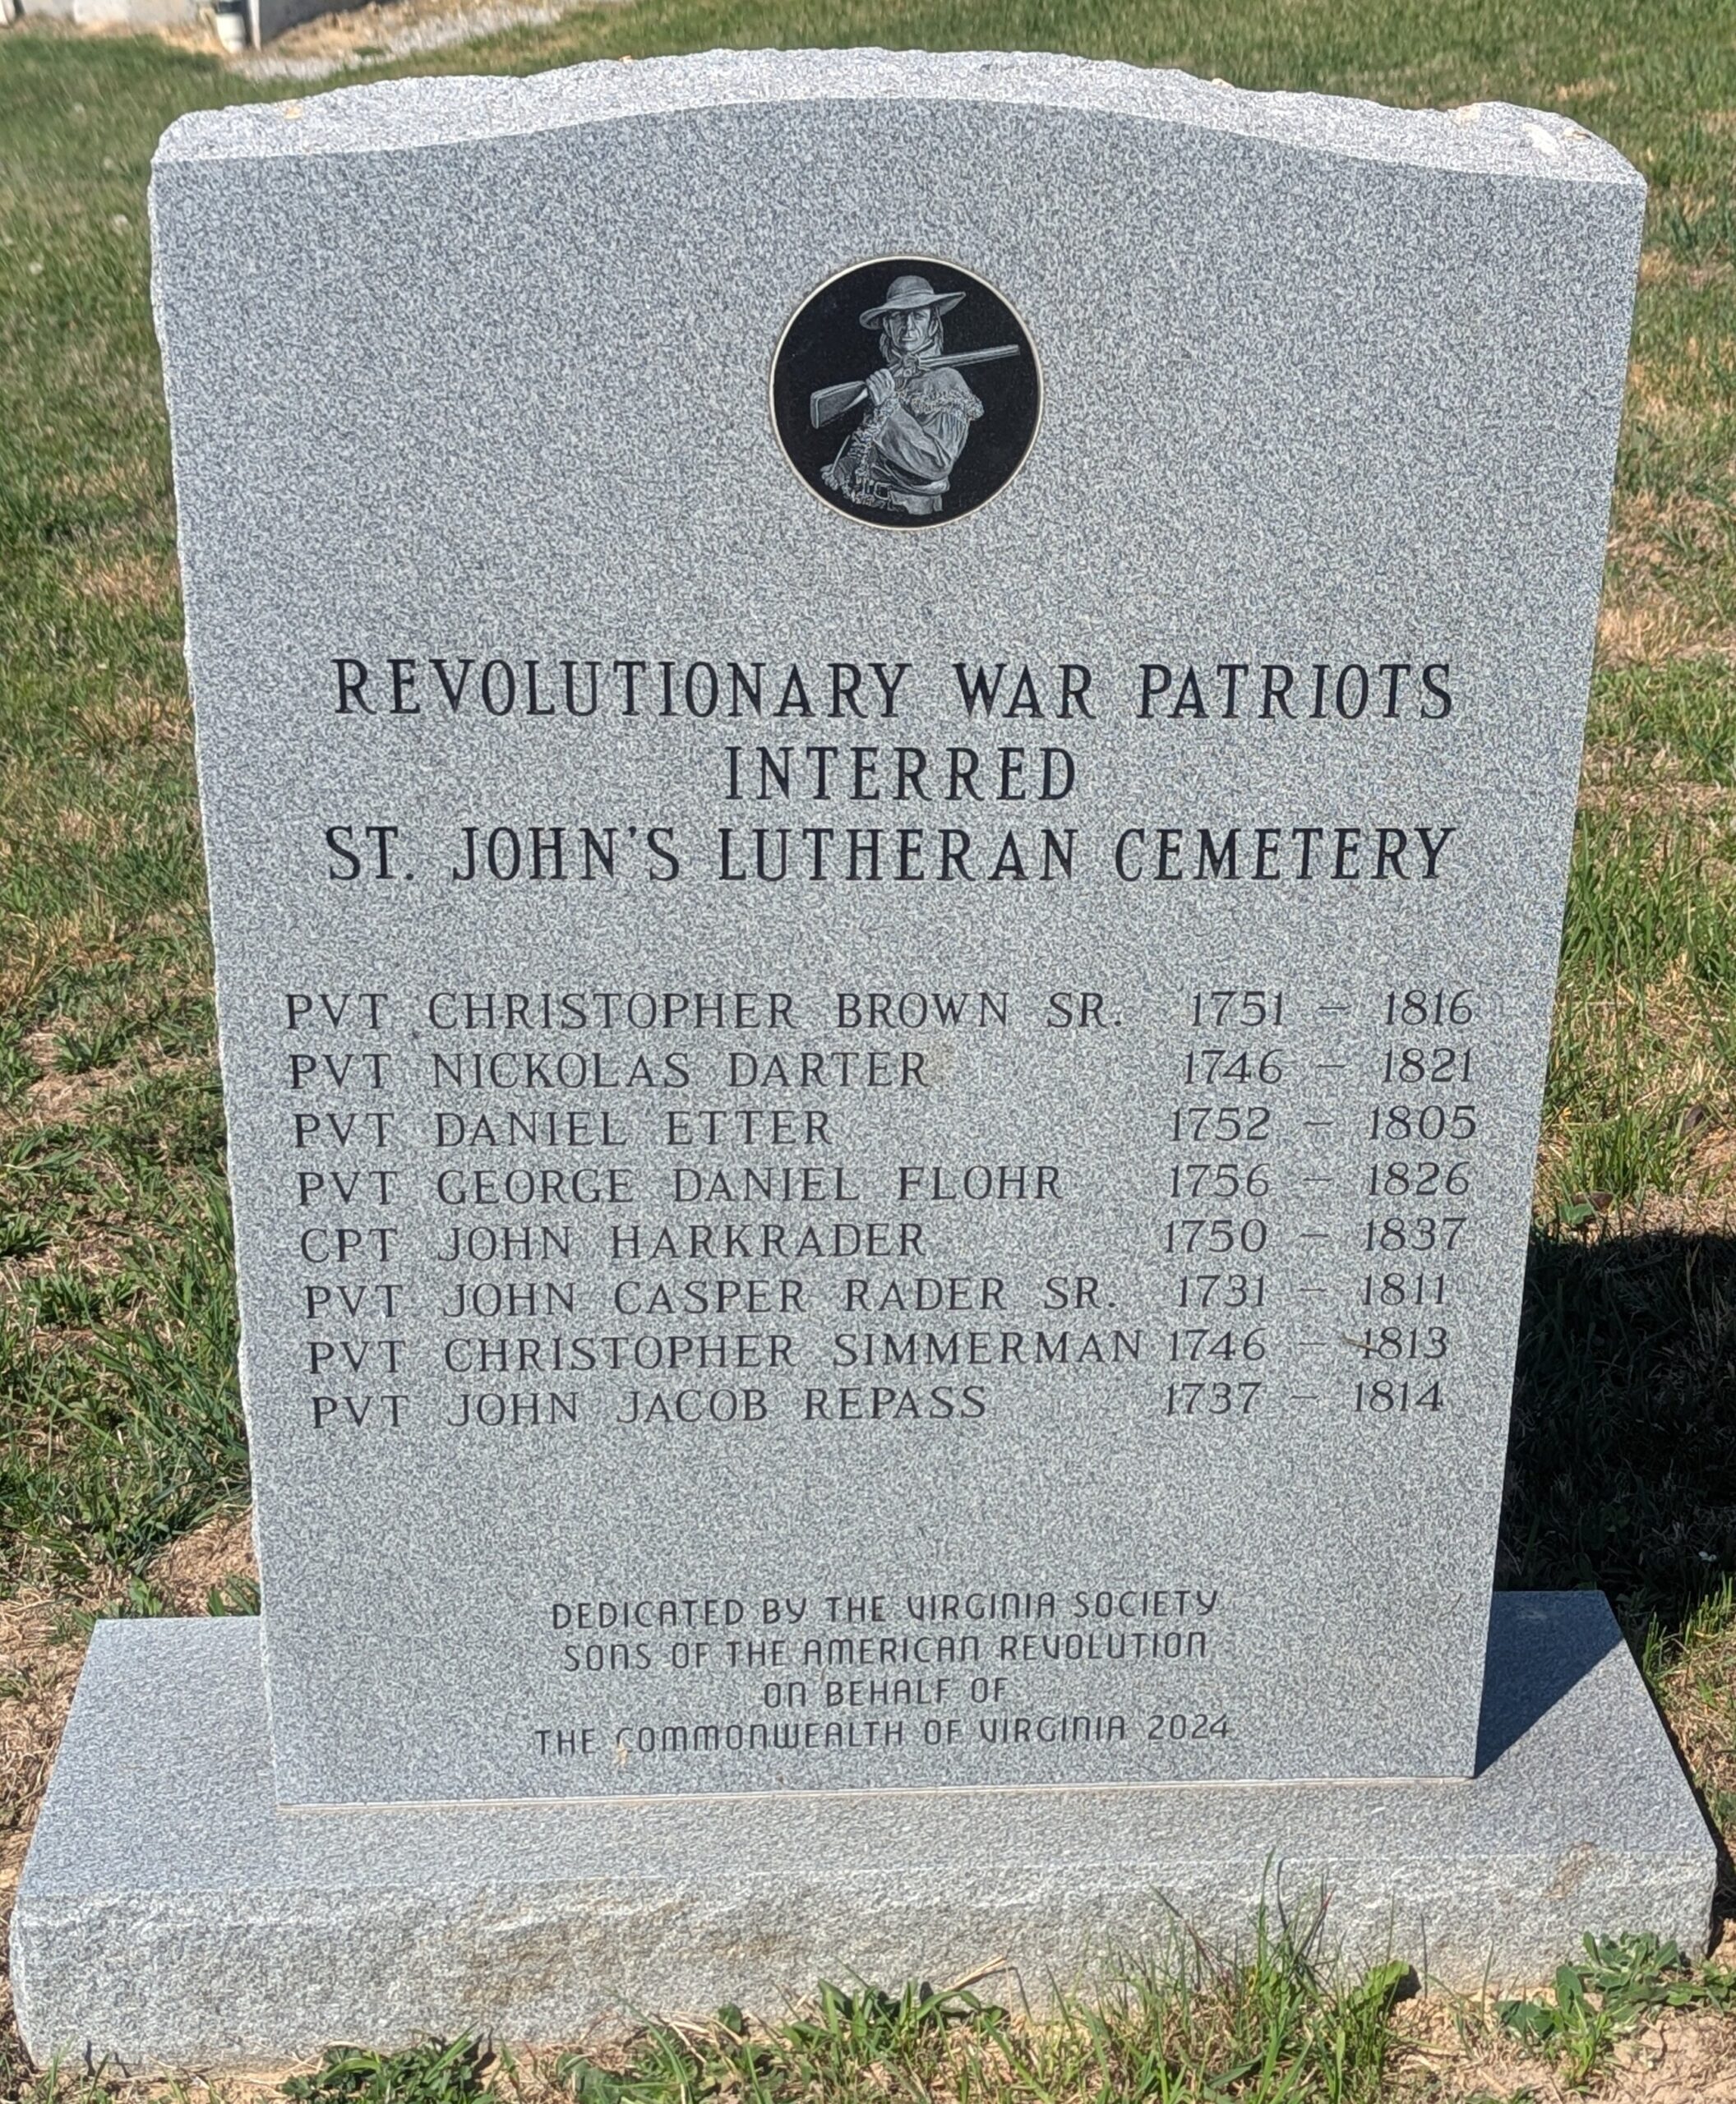 REVOLUTIONARY WAR PATRIOTS
INTERRED
ST. JOHN'S LUTHERAN CEMETERY
PVT CHRISTOPHER BROWN SR. 1751 – 1816
PVT NICKOLAS DARTER 1746 – 1821
PVT DANIEL ETTER 1752 – 1805
PVT GEORGE DANIEL FLOHR 1756 – 1826
CPT JOHN HARKRADER 1750 – 1837
PVT JOHN CASPER RADER SR. 1731 – 1811
PVT CHRISTOPHER SIMMERMAN 1746 – 1813
PVT JOHN JACOB REPASS 1737 – 1814
DEDICATED BY THE VIRGINIA SOCIETY
SONS OF THE AMERICAN REVOLUTION
ON BEHALF OF
THE COMMONWEALTH OF VIRGINIA 2024